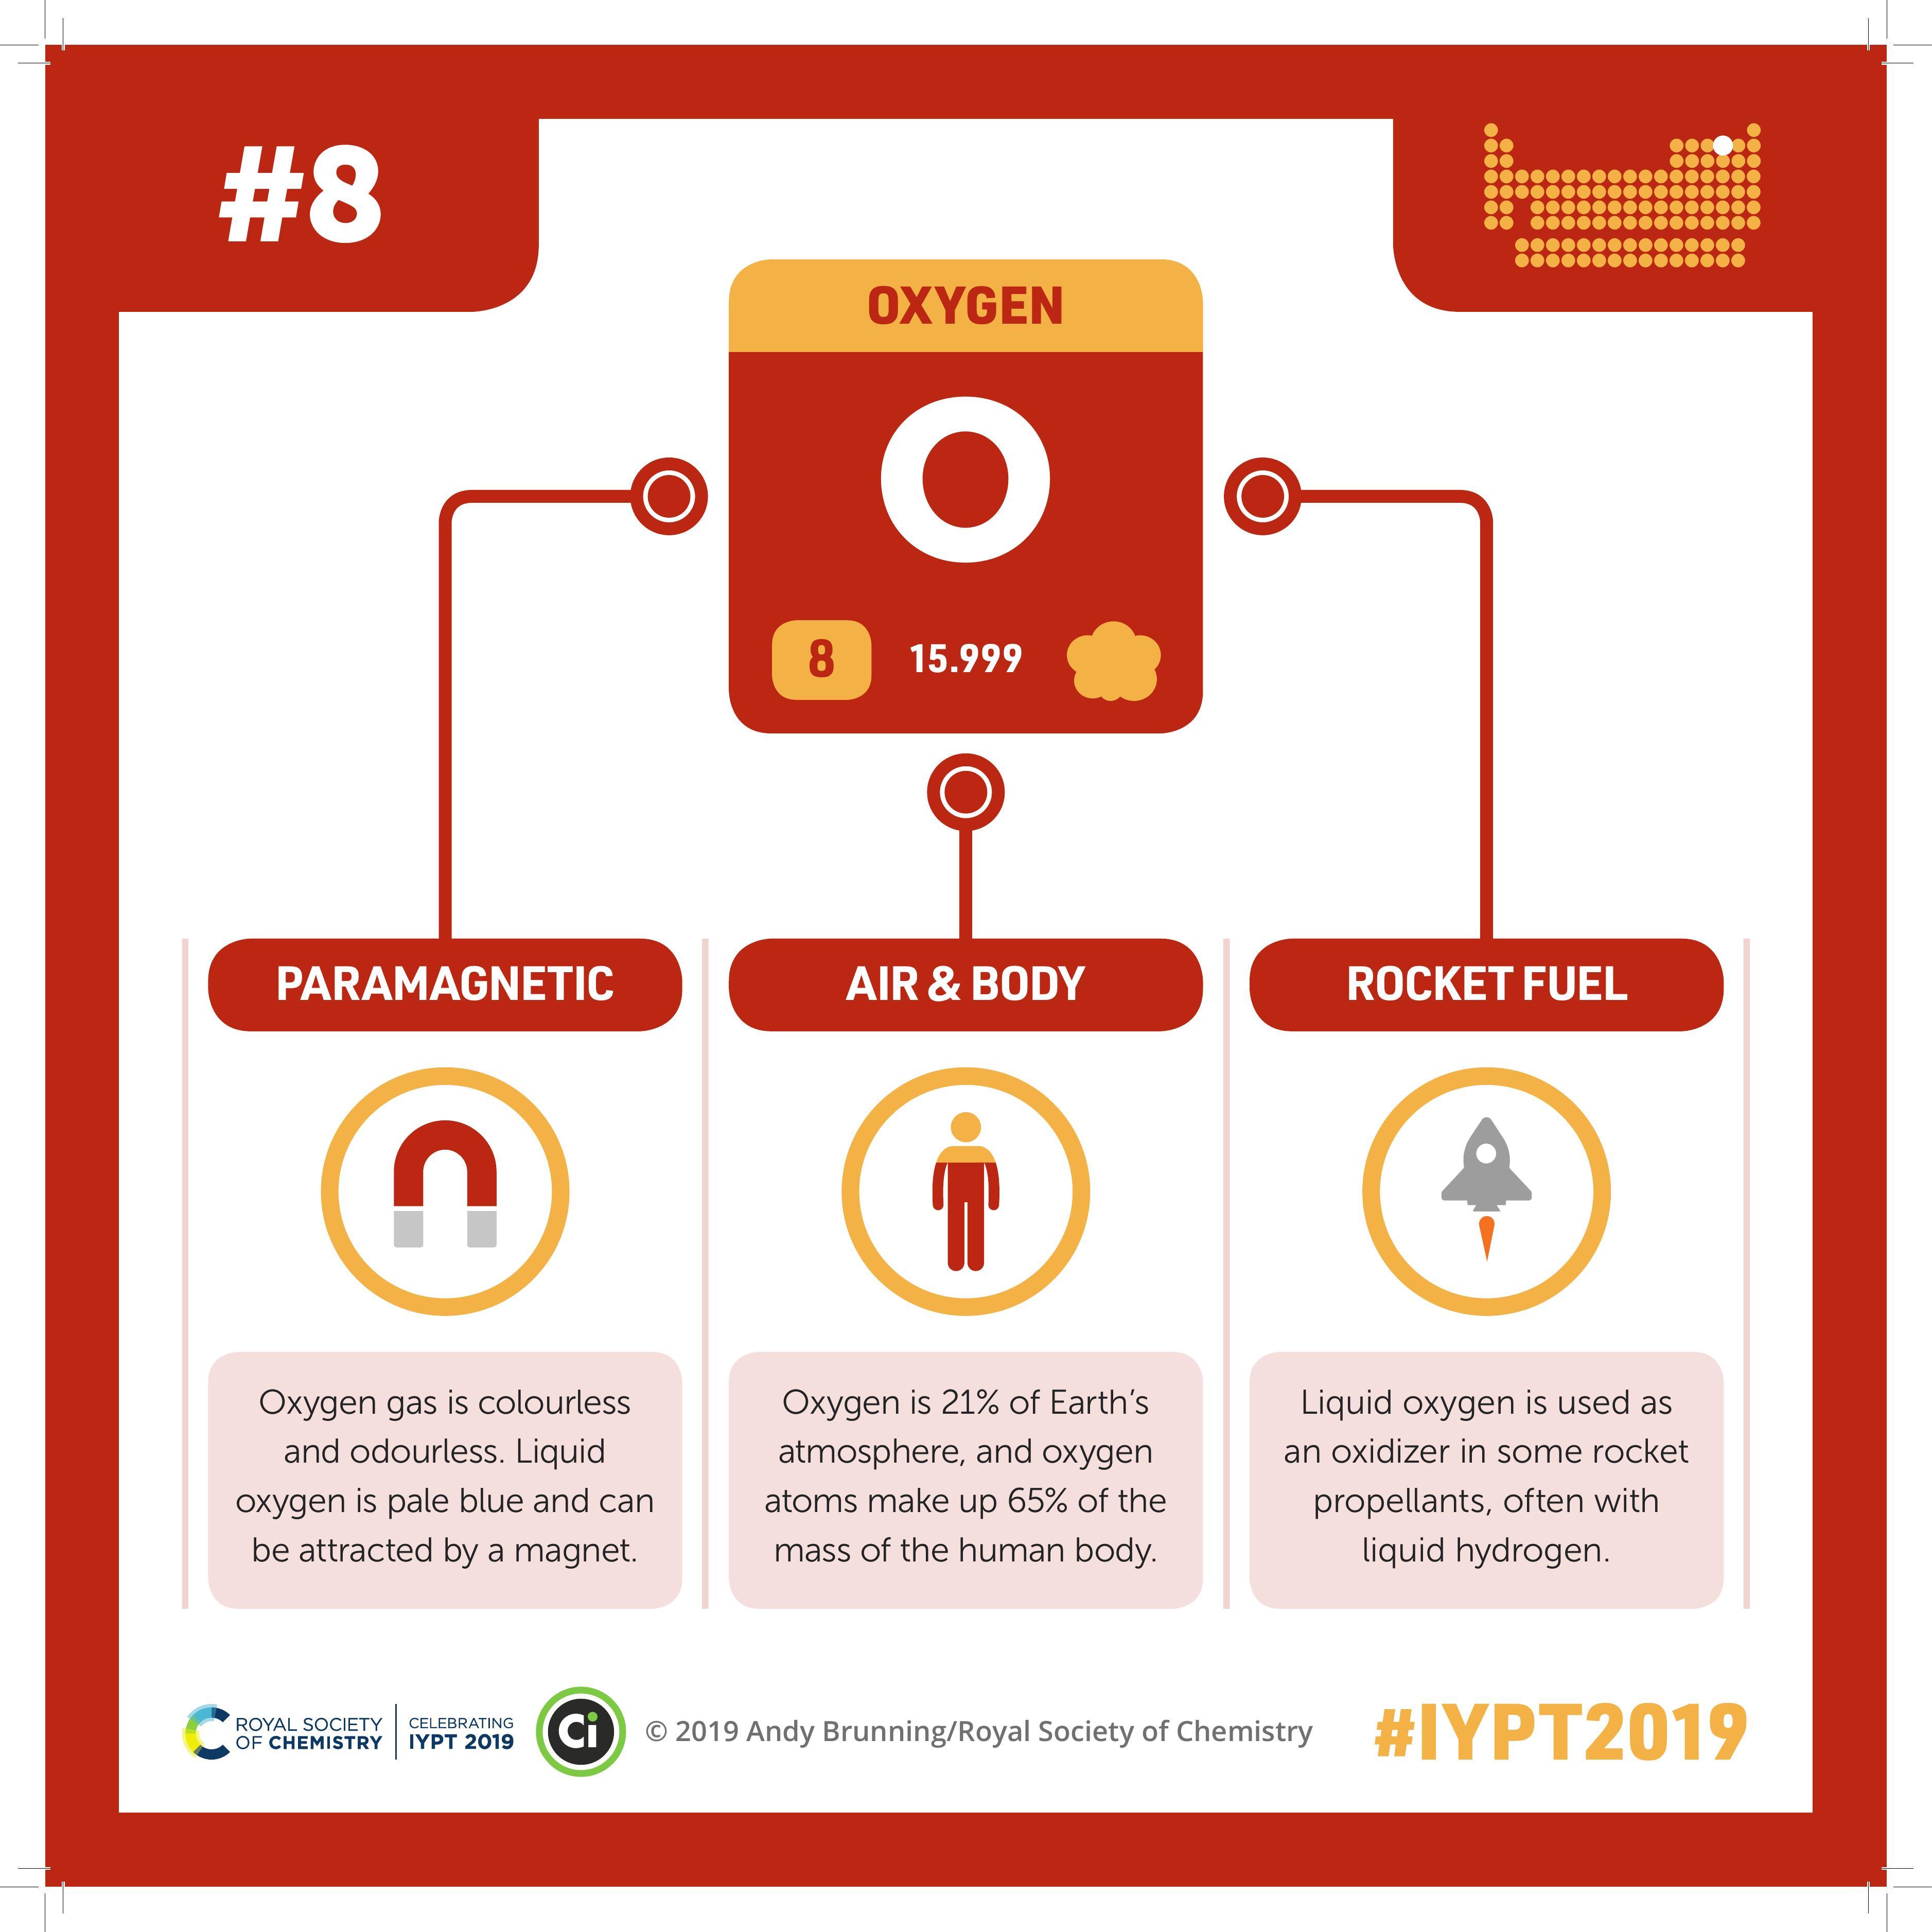 #8
OXYGEN
O
8 15.999
PARAMAGNETIC
AIR & BODY
ROCKET FUEL
Oxygen gas is colourless
and odourless. Liquid
oxygen is pale blue and can
be attracted by a magnet.
Oxygen is 21% of Earth's
atmosphere, and oxygen
atoms make up 65% of the
mass of the human body.
Liquid oxygen is used as
an oxidizer in some rocket
propellants, often with
liquid hydrogen.
ROYAL SOCIETY
OF CHEMISTRY
CELEBRATING
IYPT 2019
Ci
© 2019 Andy Brunning/Royal Society of Chemistry
#IYPT2019